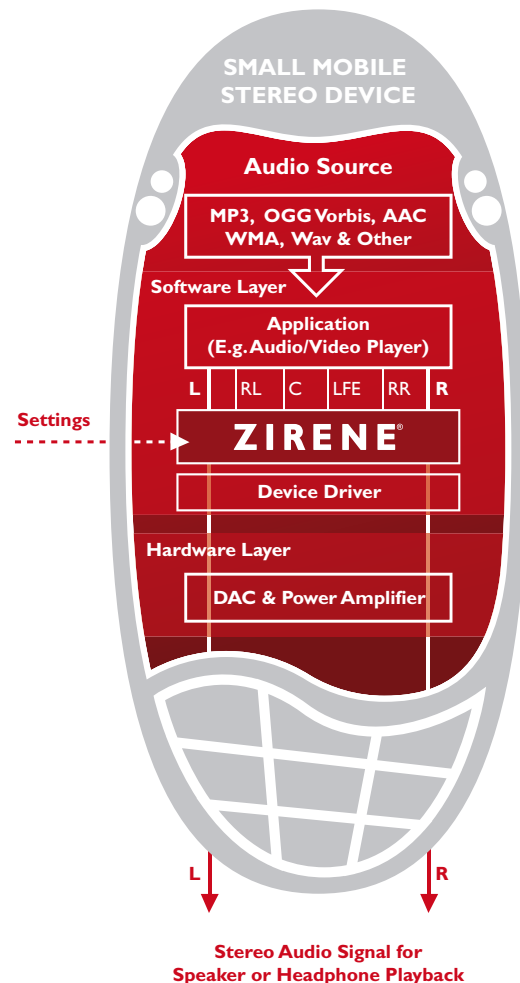 SMALL MOBILE
STEREO DEVICE
Audio Source
MP3, OGG Vorbis, AAC
WMA, Wav & Other
Software Layer
Application
(E.g. Audio/Video Player)
L RL C LFE RR R
Settings
ZIRENE®
Device Driver
Hardware Layer
DAC & Power Amplifier
L R
Stereo Audio Signal for
Speaker or Headphone Playback